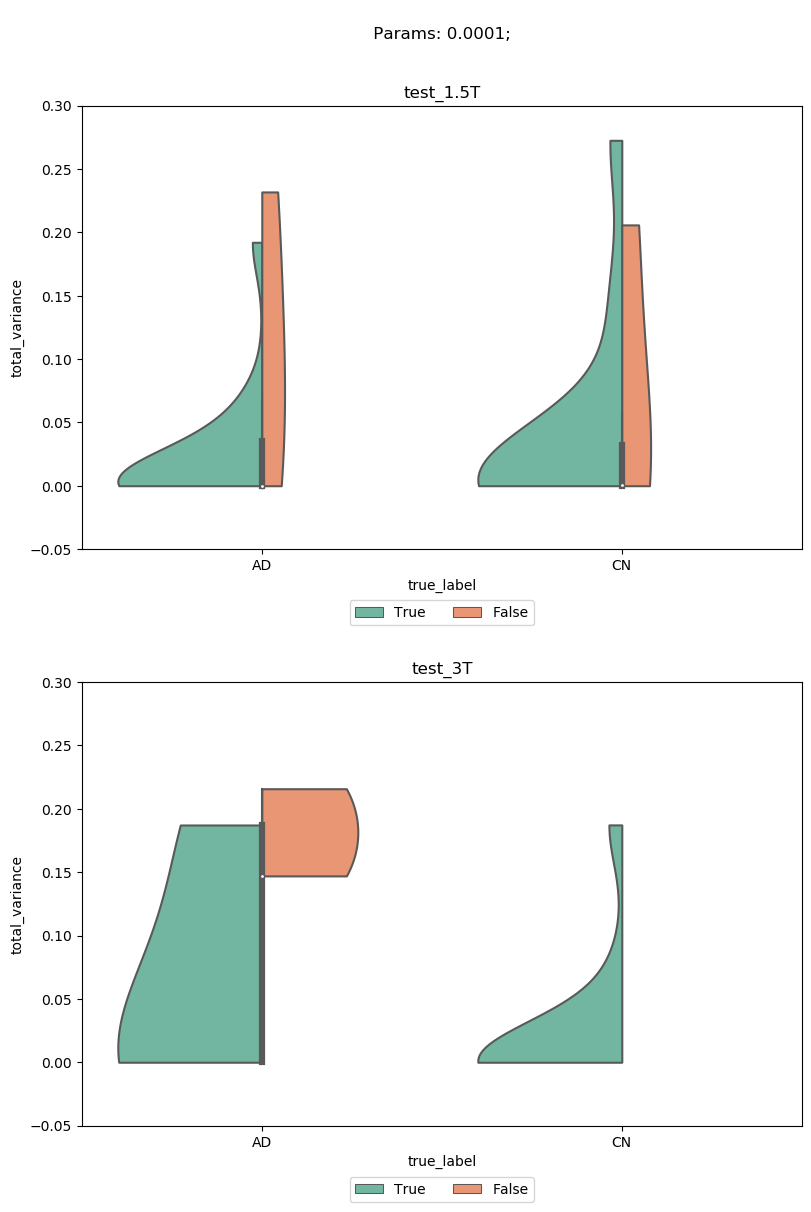 Params: 0.0001;
test_1.5T
0.30
0.25
0.20
0.15
0.10
0.05
0.00
−0.05
total_variance
AD
CN
true_label
True
False
test_3T
0.30
0.25
0.20
0.15
0.10
0.05
0.00
−0.05
total_variance
AD
CN
true_label
True
False